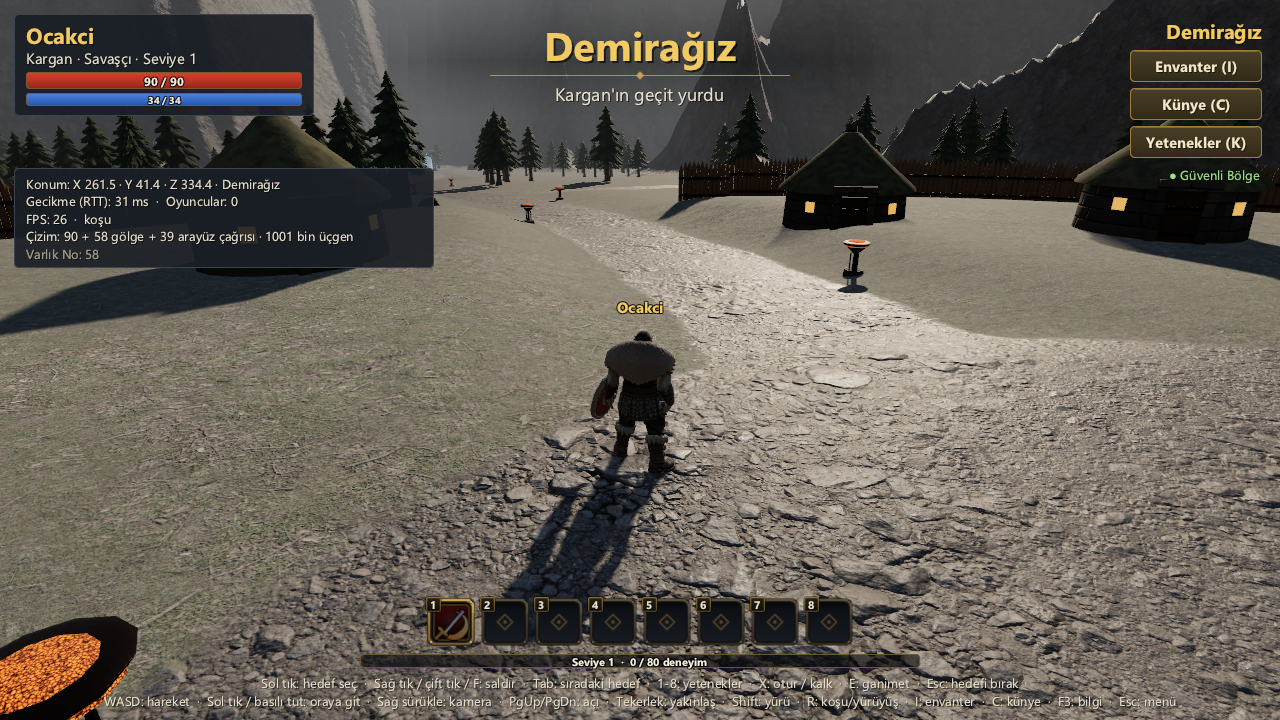 Ocakci
Kargan · Savaşçı · Seviye 1
90 / 90
34 / 34
Demirağız
Kargan'ın geçit yurdu
Demirağız
Envanter (I)
Künye (C)
Yetenekler (K)
● Güvenli Bölge
Konum: X 261.5 · Y 41.4 · Z 334.4 · Demirağız
Gecikme (RTT): 31 ms · Oyuncular: 0
FPS: 26 · koşu
Çizim: 90 + 58 gölge + 39 arayüz çağrısı · 1001 bin üçgen
Varlık No: 58
Ocakci
1 2 3 4 5 6 7 8
Seviye 1 · 0 / 80 deneyim
Sol tık: hedef seç · Sağ tık / çift tık / F: saldır · Tab: sıradaki hedef · 1-8: yetenekler · X: otur / kalk · E: ganimet · Esc: hedefi bırak
WASD: hareket · Sol tık / basılı tut: oraya git · Sağ sürükle: kamera · PgUp/PgDn: açı · Tekerlek: yakınlaş · Shift: yürü · R: koşu/yürüyüş · I: envanter · C: künye · F3: bilgi · Esc: menü